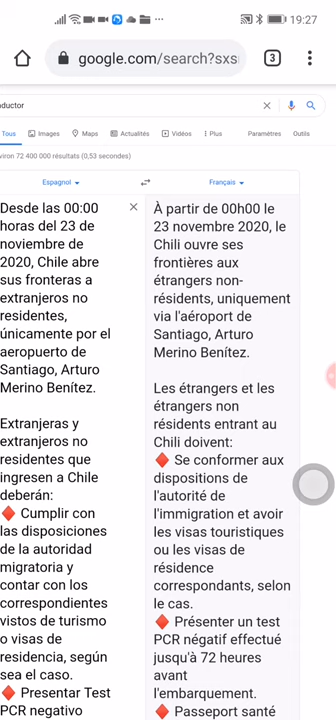 19:27
google.com/search?sxs
3
ductor
Tous Images Maps Actualités Vidéos Plus Paramètres Outils
viron 72 400 000 résultats (0,53 secondes)
Espagnol
Français
Desde las 00:00
horas del 23 de
noviembre de
2020, Chile abre
sus fronteras a
extranjeros no
residentes,
únicamente por el
aeropuerto de
Santiago, Arturo
Merino Benítez.
Extranjeras y
extranjeros no
residentes que
ingresen a Chile
deberán:
🔶 Cumplir con
las disposiciones
de la autoridad
migratoria y
contar con los
correspondientes
vistos de turismo
o visas de
residencia, según
sea el caso.
🔶 Presentar Test
PCR negativo
À partir de 00h00 le
23 novembre 2020, le
Chili ouvre ses
frontières aux
étrangers non-
résidents, uniquement
via l'aéroport de
Santiago, Arturo
Merino Benítez.
Les étrangers et les
étrangers non
résidents entrant au
Chili doivent:
🔶 Se conformer aux
dispositions de
l'autorité de
l'immigration et avoir
les visas touristiques
ou les visas de
résidence
correspondants, selon
le cas.
🔶 Présenter un test
PCR négatif effectué
jusqu'à 72 heures
avant
l'embarquement.
🔶 Passeport santé